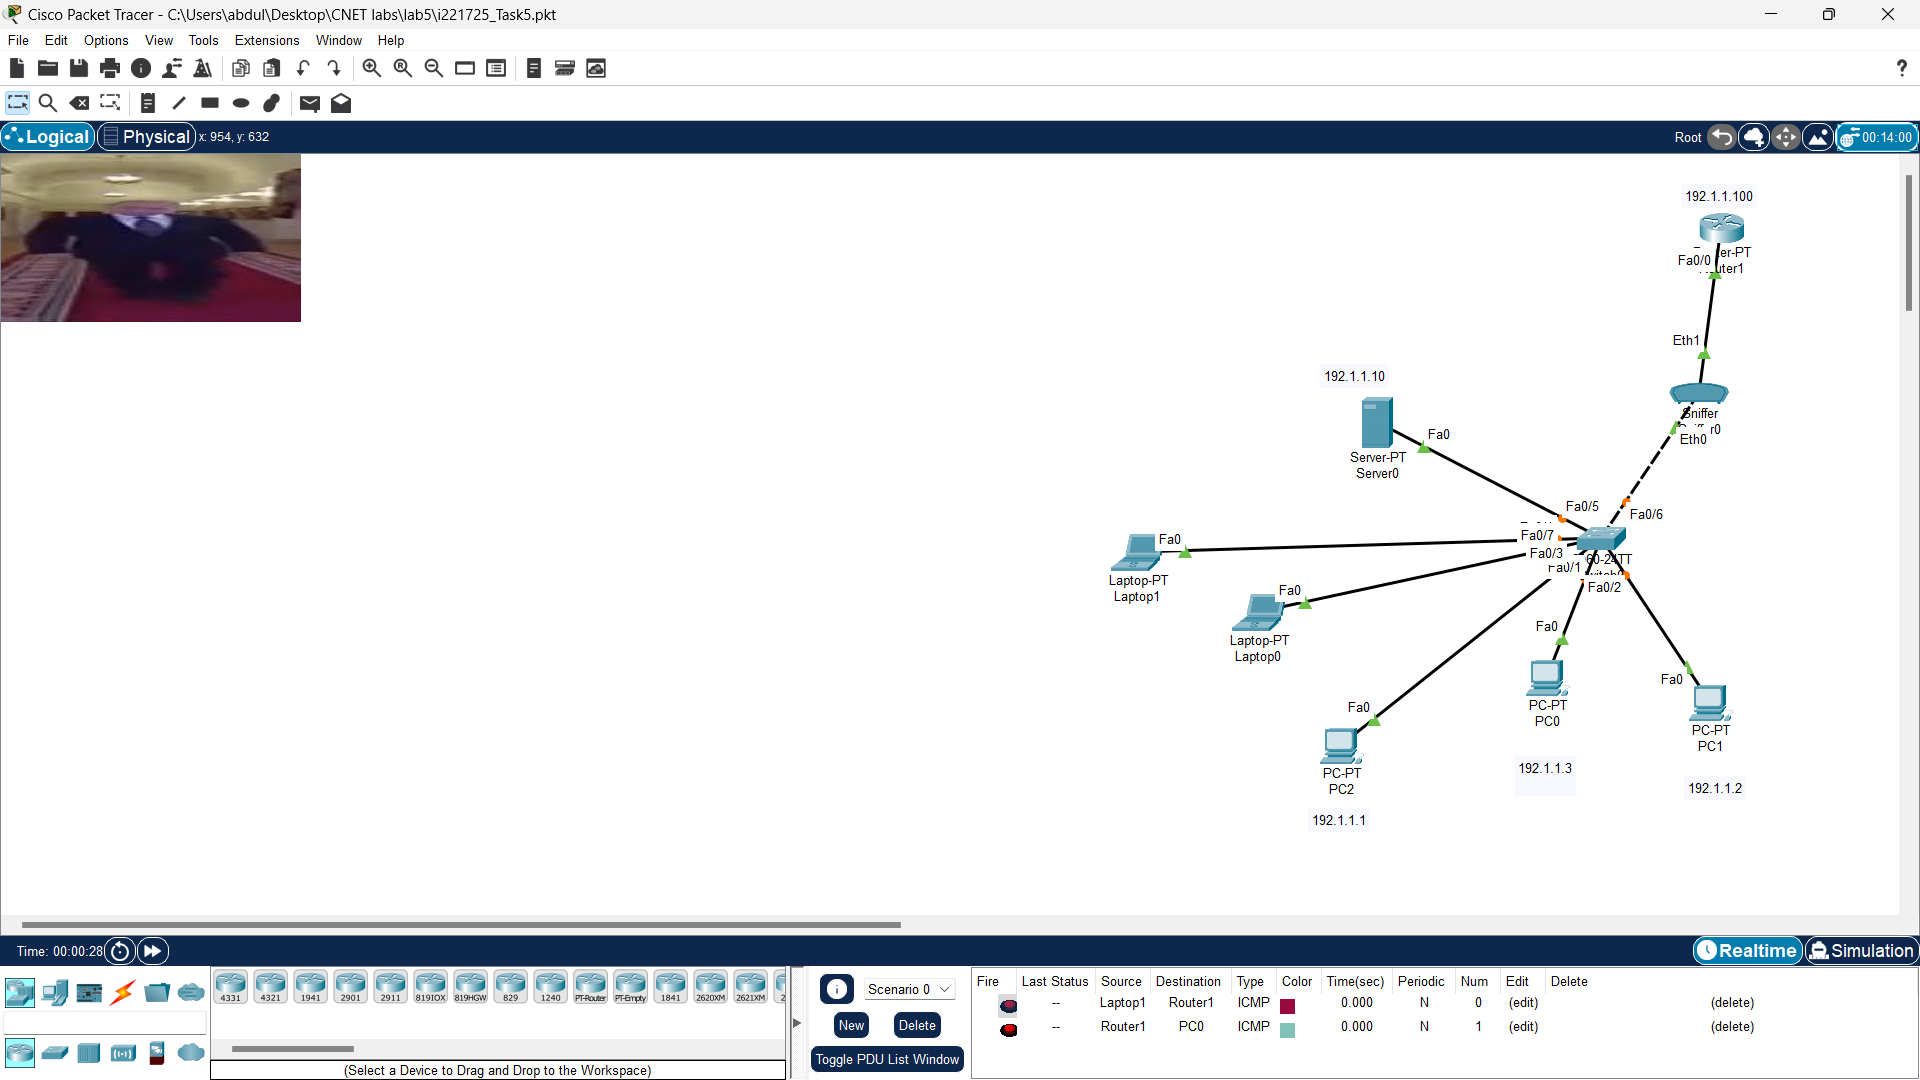 Cisco Packet Tracer - C:\Users\abdul\Desktop\CNET labs\lab5\i221725_Task5.pkt
File Edit Options View Tools Extensions Window Help
?
Logical Physical x: 954, y: 632 Root 00:14:00
192.1.1.100
er-PT
Fa0/0
uter1
Eth1
192.1.1.10
Sniffer
r0
Eth0
Fa0
Server-PT
Server0
Fa0/5
Fa0/6
Fa0/7
Fa0/3
Fa0/1
60-24TT
Fa0/2
Fa0
Laptop-PT
Laptop1
Fa0
Laptop-PT
Laptop0
Fa0
PC-PT
PC0
Fa0
PC-PT
PC1
Fa0
PC-PT
PC2
192.1.1.3
192.1.1.2
192.1.1.1
Time: 00:00:28 Realtime Simulation
4331 4321 1941 2901 2911 819IOX 819HGW 829 1240 PT-Router PT-Empty 1841 2620XM 2621XM 2
(Select a Device to Drag and Drop to the Workspace)
Scenario 0
New Delete
Toggle PDU List Window
Fire Last Status Source Destination Type Color Time(sec) Periodic Num Edit Delete
-- Laptop1 Router1 ICMP 0.000 N 0 (edit) (delete)
-- Router1 PC0 ICMP 0.000 N 1 (edit) (delete)